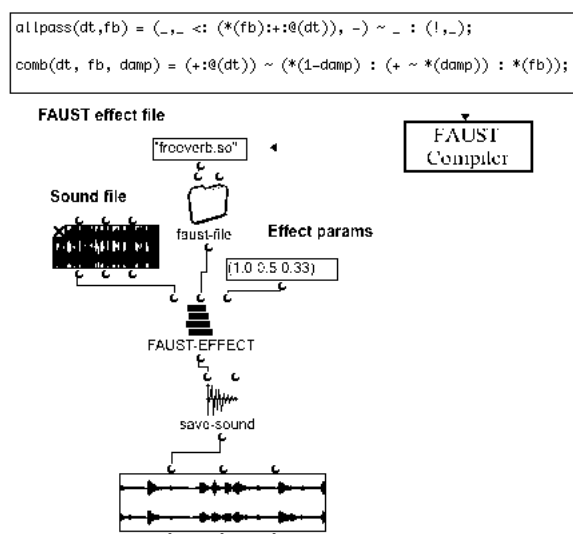 allpass(dt,fb) = (_,_ <: (*(fb):+:@(dt)), -) ~ _ : (!,_);
comb(dt, fb, damp) = (+:@(dt)) ~ (*(1-damp) : (+ ~ *(damp)) : *(fb));
FAUST effect file
"freeverb.so"
FAUST
Compiler
Sound file
faust-file
Effect params
(1.0 0.5 0.33)
FAUST-EFFECT
save-sound